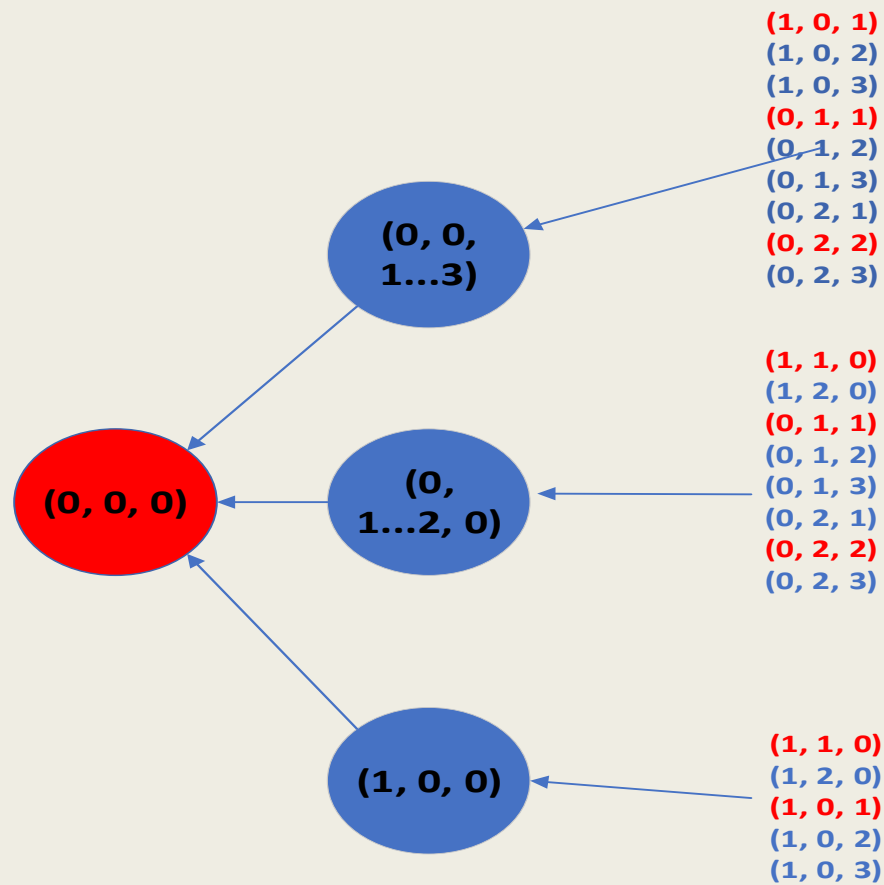 (1, 0, 1)
(1, 0, 2)
(1, 0, 3)
(0, 1, 1)
(0, 1, 2)
(0, 1, 3)
(0, 2, 1)
(0, 2, 2)
(0, 2, 3)
(0, 0,
1...3)
(1, 1, 0)
(1, 2, 0)
(0, 1, 1)
(0, 1, 2)
(0, 1, 3)
(0, 2, 1)
(0, 2, 2)
(0, 2, 3)
(0, 0, 0)
(0,
1...2, 0)
(1, 0, 0)
(1, 1, 0)
(1, 2, 0)
(1, 0, 1)
(1, 0, 2)
(1, 0, 3)